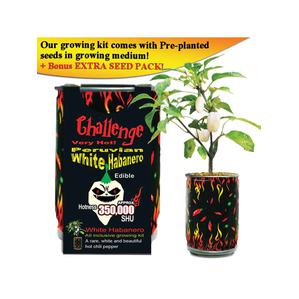 Our growing kit comes with Pre-planted
seeds in growing medium!
+ Bonus EXTRA SEED PACK!
Challenge
Very Hot!
Peruvian
White Habanero
Edible
Hotness APPROX
350,000
SHU
White Habanero
All inclusive growing kit
A rare, white and beautiful
hot chili pepper